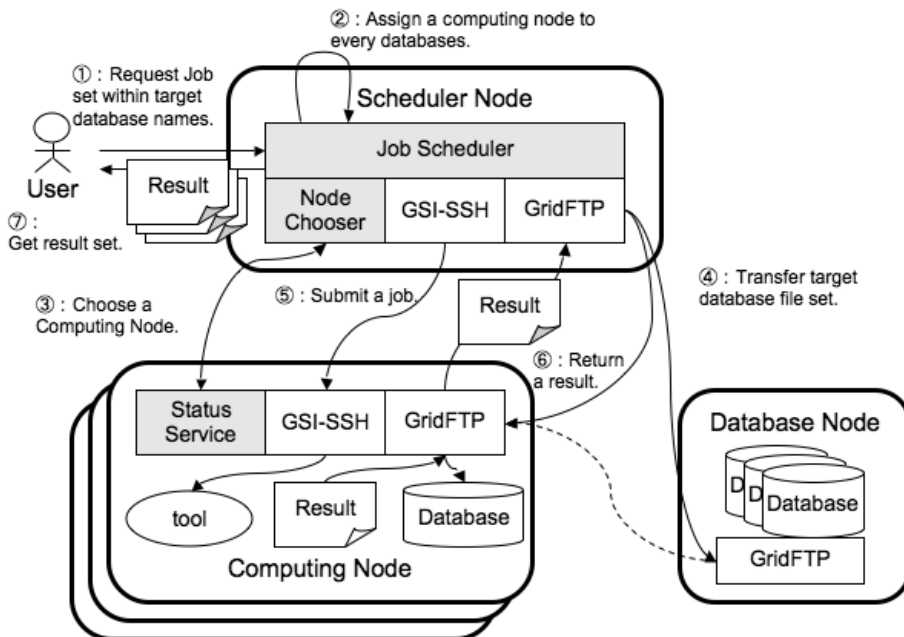 ② : Assign a computing node to
every databases.
① : Request Job
set within target
database names.
Scheduler Node
Job Scheduler
User
Result
Node
Chooser
GSI-SSH
GridFTP
⑦ :
Get result set.
③ : Choose a
Computing Node.
⑤ : Submit a job.
Result
④ : Transfer target
database file set.
⑥ : Return
a result.
Status
Service
GSI-SSH
GridFTP
Database Node
D
D
Database
GridFTP
tool
Result
Database
Computing Node